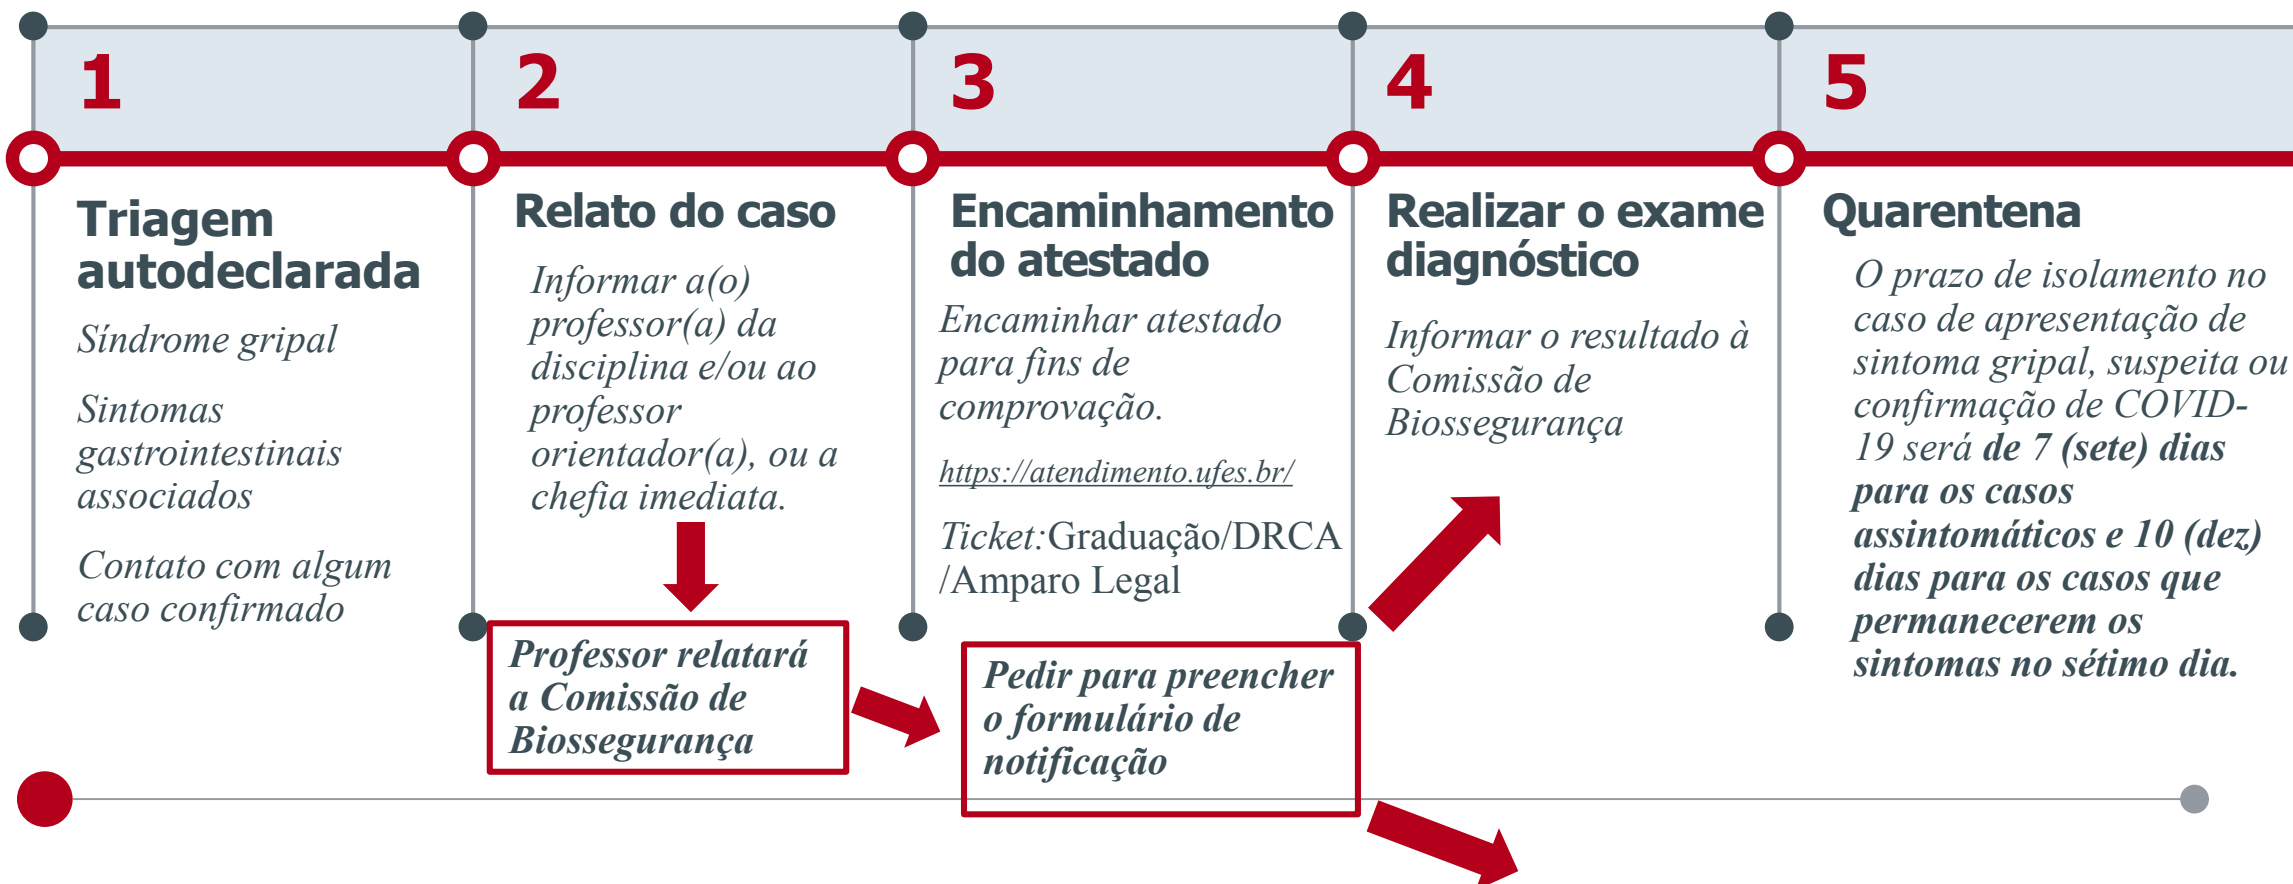 1
Triagem
autodeclarada
Síndrome gripal
Sintomas
gastrointestinais
associados
Contato com algum
caso confirmado
2
Relato do caso
Informar a(o)
professor(a) da
disciplina e/ou ao
professor
orientador(a), ou a
chefia imediata.
Professor relatará
a Comissão de
Biossegurança
3
Encaminhamento
do atestado
Encaminhar atestado
para fins de
comprovação.
https://atendimento.ufes.br/
Ticket:Graduação/DRCA
/Amparo Legal
Pedir para preencher
o formulário de
notificação
4
Realizar o exame
diagnóstico
Informar o resultado à
Comissão de
Biossegurança
5
Quarentena
O prazo de isolamento no
caso de apresentação de
sintoma gripal, suspeita ou
confirmação de COVID-
19 será de 7 (sete) dias
para os casos
assintomáticos e 10 (dez)
dias para os casos que
permanecerem os
sintomas no sétimo dia.